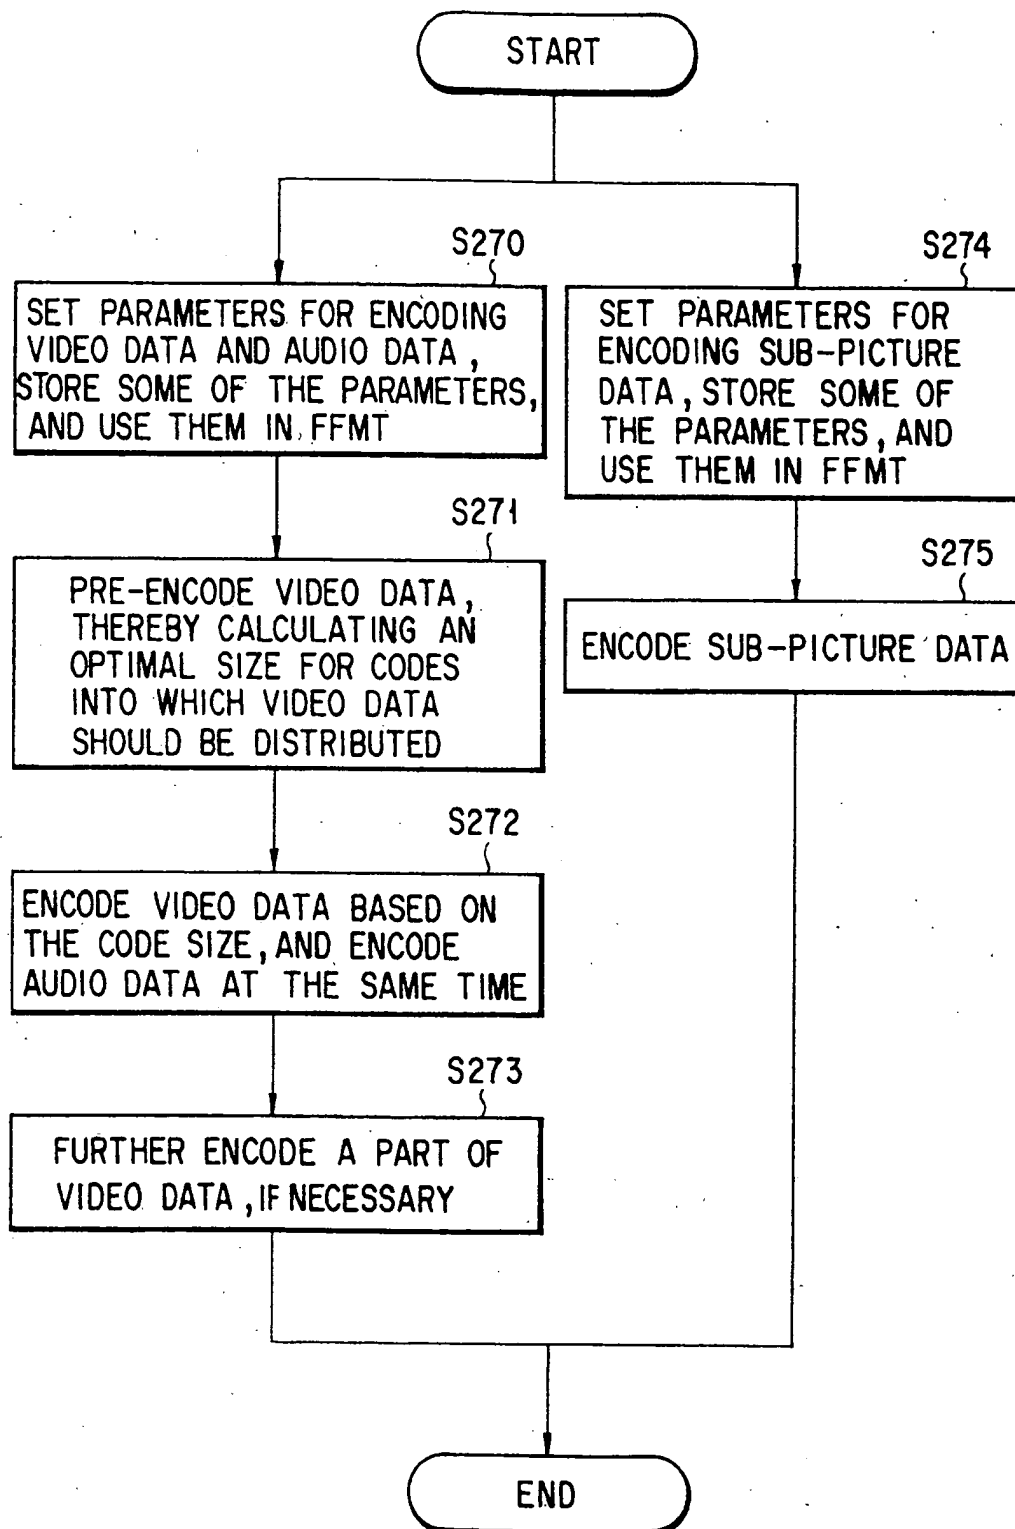 START
S270
SET PARAMETERS FOR ENCODING
VIDEO DATA AND AUDIO DATA,
STORE SOME OF THE PARAMETERS,
AND USE THEM IN FFMT
S271
PRE-ENCODE VIDEO DATA,
THEREBY CALCULATING AN
OPTIMAL SIZE FOR CODES
INTO WHICH VIDEO DATA
SHOULD BE DISTRIBUTED
S272
ENCODE VIDEO DATA BASED ON
THE CODE SIZE, AND ENCODE
AUDIO DATA AT THE SAME TIME
S273
FURTHER ENCODE A PART OF
VIDEO DATA, IF NECESSARY
S274
SET PARAMETERS FOR
ENCODING SUB-PICTURE
DATA, STORE SOME OF
THE PARAMETERS, AND
USE THEM IN FFMT
S275
ENCODE SUB-PICTURE DATA
END